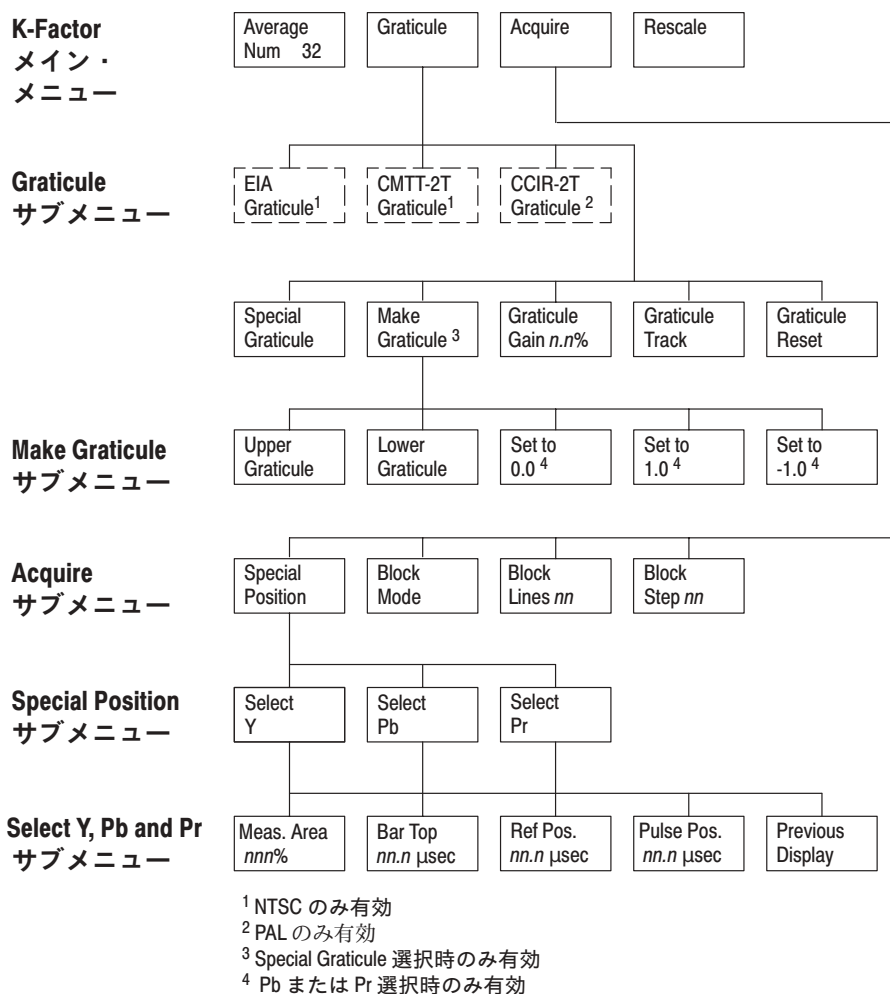 K-Factor
メイン・
メニュー
Average
Num 32
Graticule
Acquire
Rescale
Graticule
サブメニュー
EIA
Graticule1
CMTT-2T
Graticule1
CCIR-2T
Graticule 2
Special
Graticule
Make
Graticule 3
Graticule
Gain n.n%
Graticule
Track
Graticule
Reset
Make Graticule
サブメニュー
Upper
Graticule
Lower
Graticule
Set to
0.0 4
Set to
1.0 4
Set to
-1.0 4
Acquire
サブメニュー
Special
Position
Block
Mode
Block
Lines nn
Block
Step nn
Special Position
サブメニュー
Select
Y
Select
Pb
Select
Pr
Select Y, Pb and Pr
サブメニュー
Meas. Area
nnn%
Bar Top
nn.n µsec
Ref Pos.
nn.n µsec
Pulse Pos.
nn.n µsec
Previous
Display
1 NTSC のみ有効
2 PAL のみ有効
3 Special Graticule 選択時のみ有効
4 Pb または Pr 選択時のみ有効